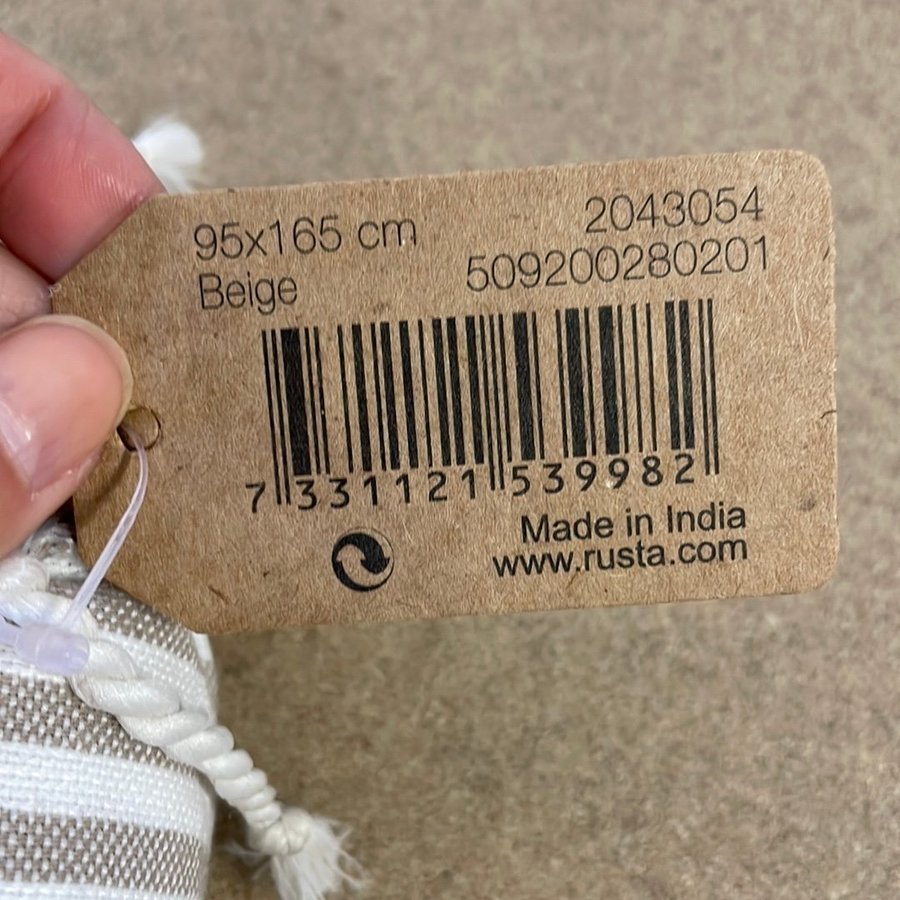 95x165 cm
Beige
2043054
509200280201
7 331121 539982
Made in India
www.rusta.com